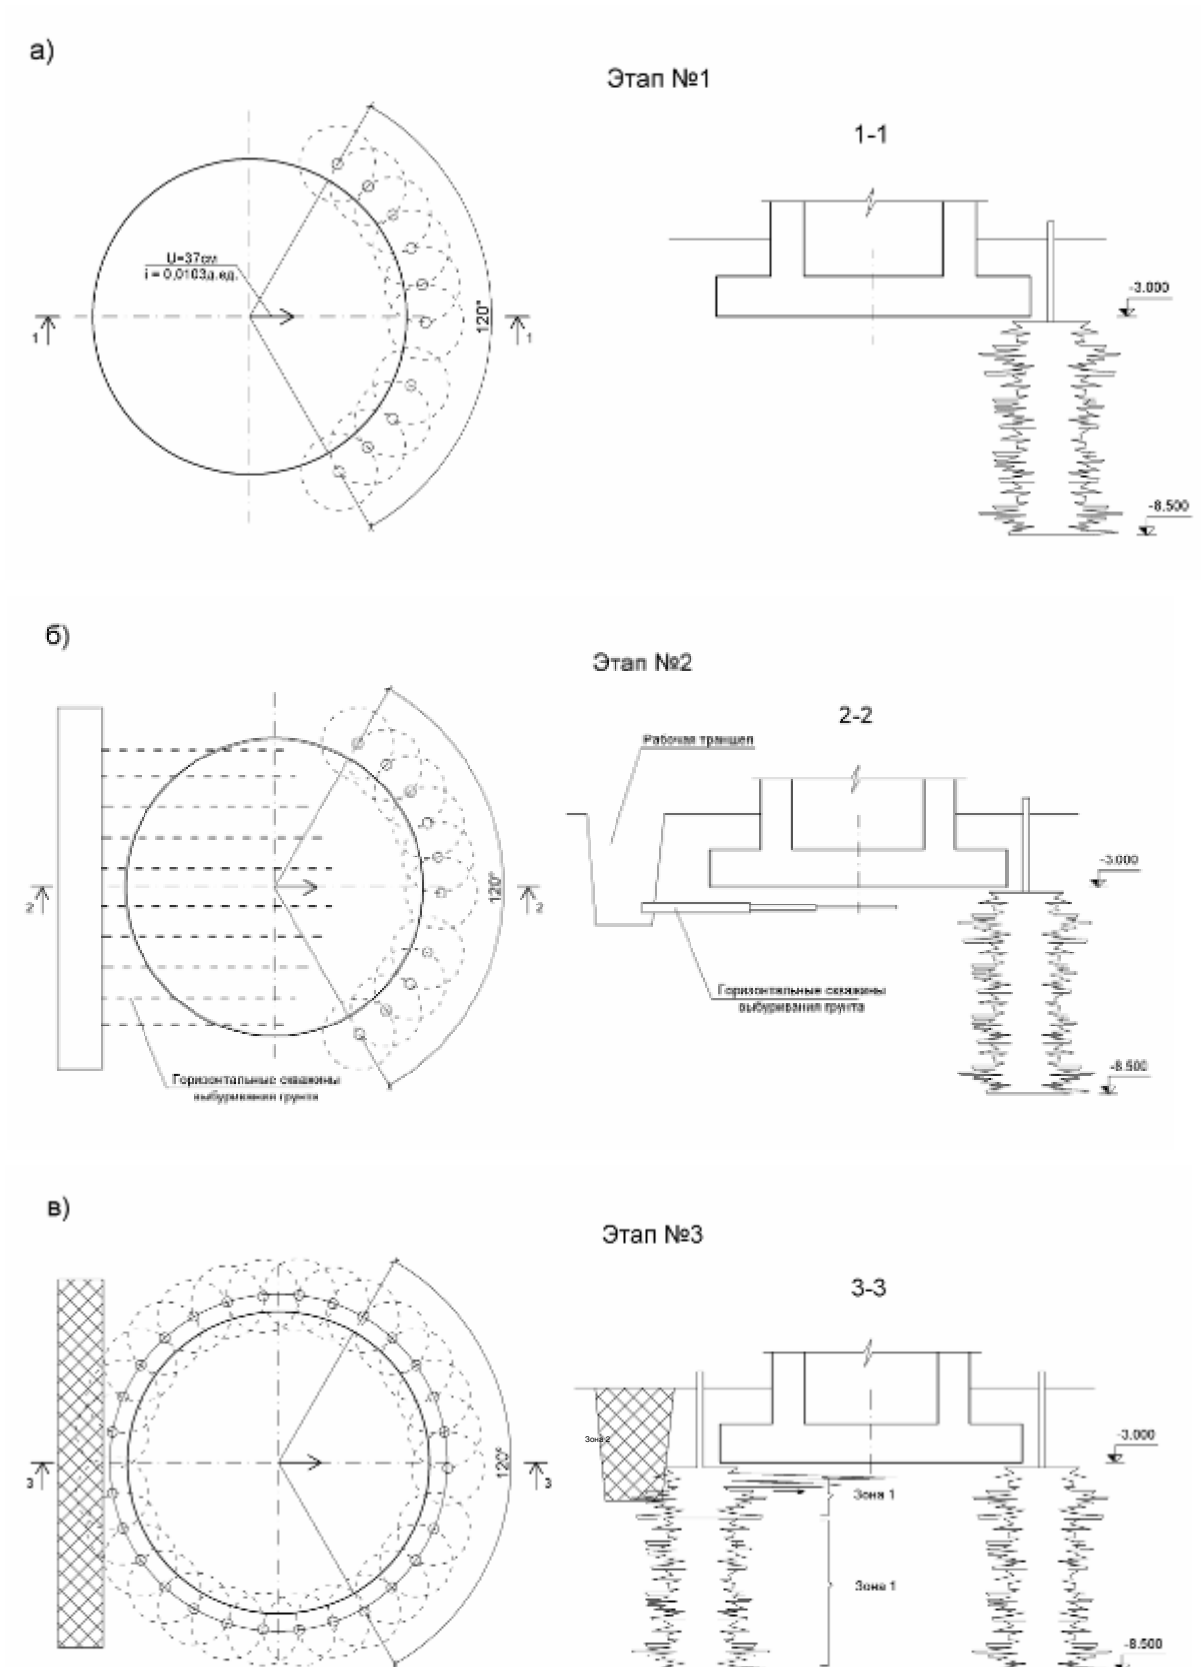 а)
Этап №1
1-1
U=37см
i = 0,0103д.ед.
120°
1
1
-3.000
-8.500
б)
Этап №2
2-2
Рабочая траншея
120°
2
2
-3.000
Горизонтальные скважины
выбуривания грунта
-8.500
Горизонтальные скважины
выбуривания грунта
в)
Этап №3
3-3
Зона 2
120°
3
3
-3.000
Зона 1
Зона 1
-8.500